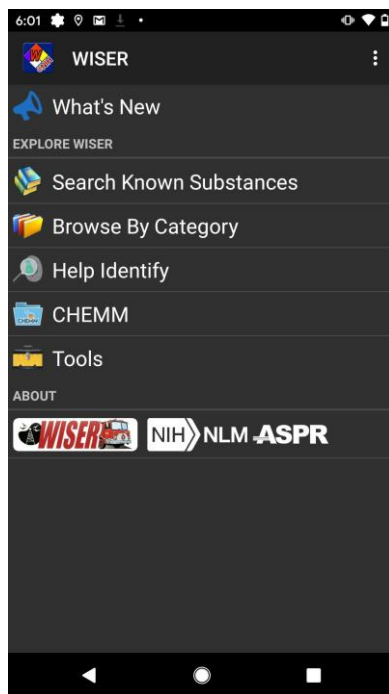 6:01
WISER
What's New
EXPLORE WISER
Search Known Substances
Browse By Category
Help Identify
CHEMM
CHEMM
Tools
ABOUT
WISER NIH NLM ASPR